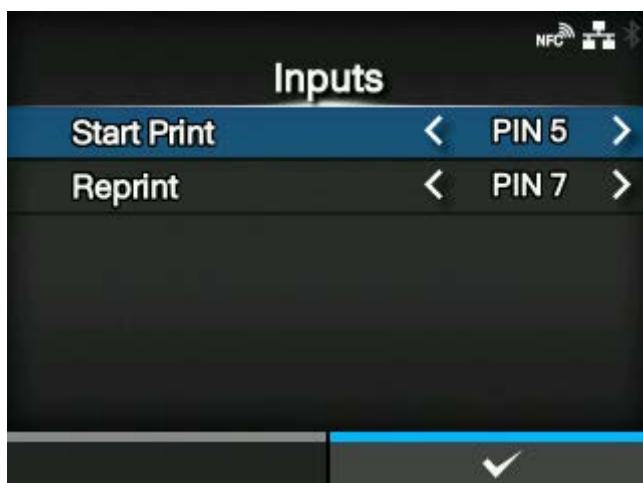 NFC
Inputs
Start Print < PIN 5 >
Reprint < PIN 7 >